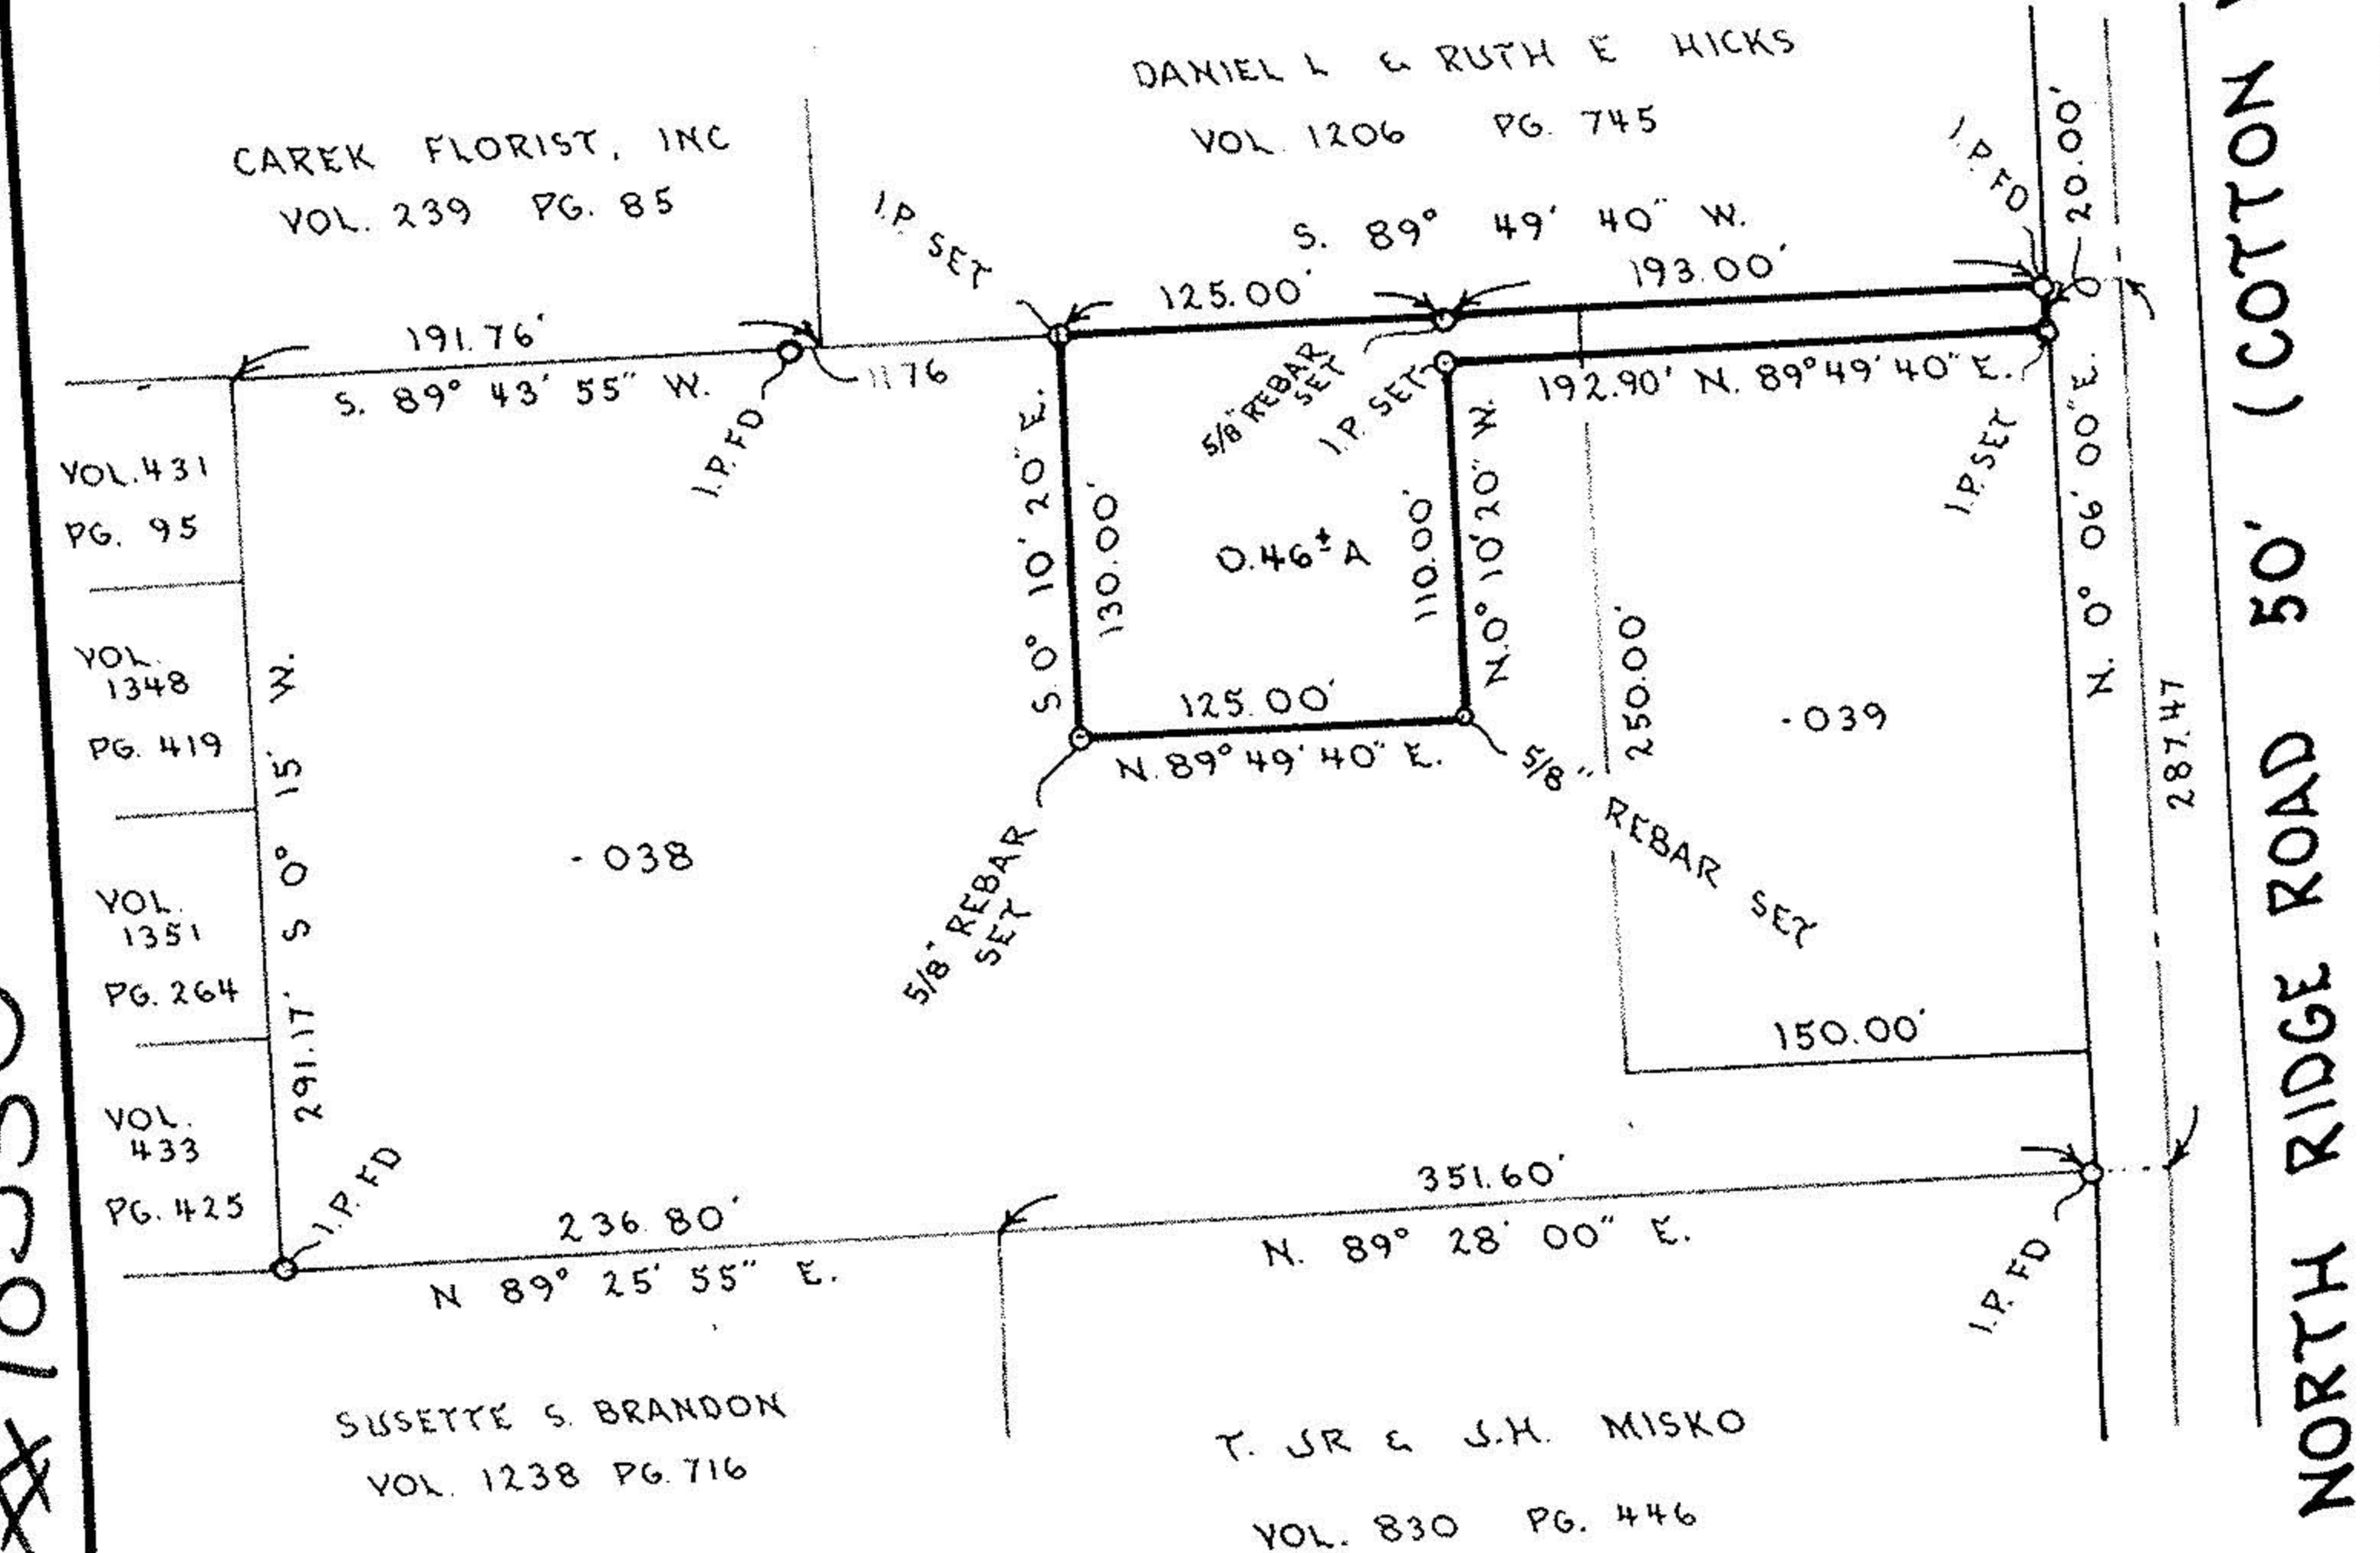 DANIEL L & RUTH E HICKS
VOL. 1206 PG. 745
CAREK FLORIST, INC
VOL. 239 PG. 85
I.P. SET
S. 89° 49' 40" W.
125.00'
193.00'
I.P. FD
20.00'
191.76'
S. 89° 43' 55" W.
I.P. FD
11.76
5/8" REBAR
SET
I.P. SET
192.90' N. 89° 49' 40" E.
I.P. SET
VOL. 431
PG. 95
S 0° 10' 20" E.
130.00'
0.46± A
110.00'
N. 0° 10' 20" W.
250.00'
N. 0° 06' 00" E.
287.47
VOL.
1348
PG. 419
125.00'
N. 89° 49' 40" E.
5/8" REBAR SET
- 039
- 038
5/8" REBAR
SET
291.17' S 0° 15' W.
VOL.
1351
PG. 264
150.00'
VOL.
433
PG. 425
I.P. FD
236.80'
N 89° 25' 55" E.
351.60'
N. 89° 28' 00" E.
I.P. FD
SUSETTE S. BRANDON
VOL. 1238 PG. 716
T. JR & J.H. MISKO
VOL. 830 PG. 446
NORTH RIDGE ROAD 50' (COTTON